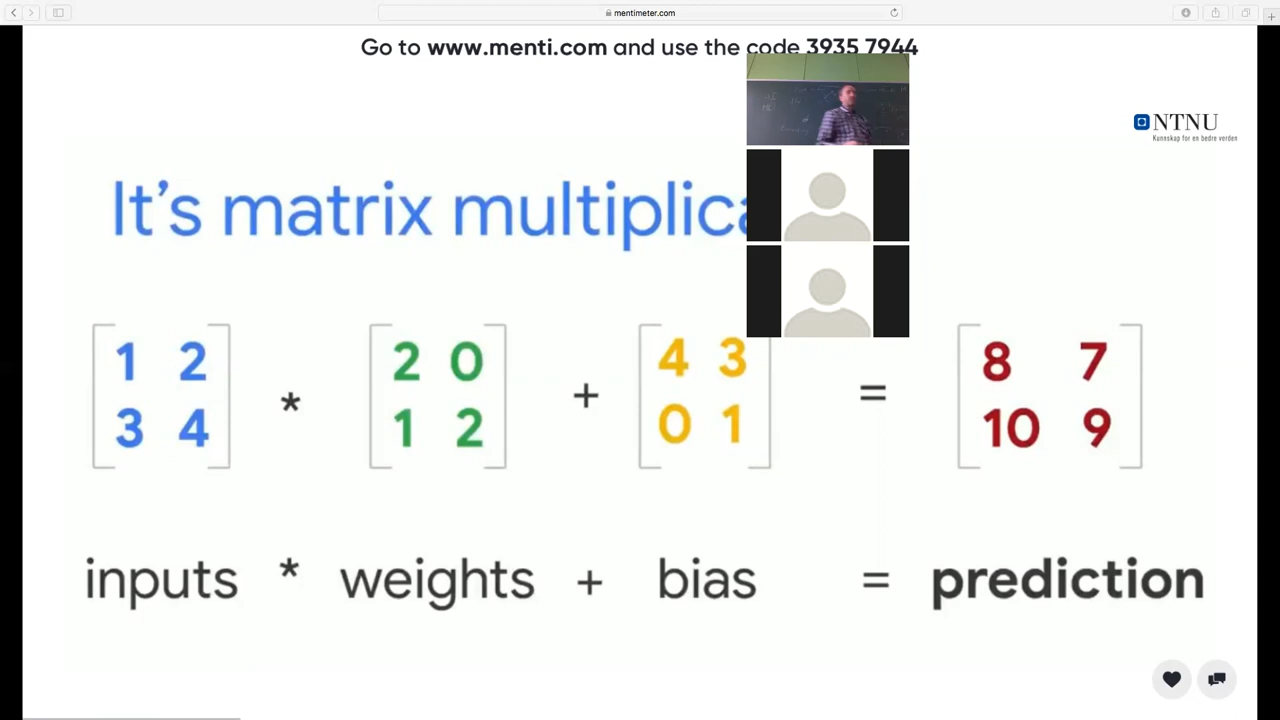 mentimeter.com
Go to www.menti.com and use the code 3935 7944
NTNU
Kunnskap for en bedre verden
It's matrix multiplica
1 2 2 0 4 3 8 7
* + =
3 4 1 2 0 1 10 9
inputs * weights + bias = prediction